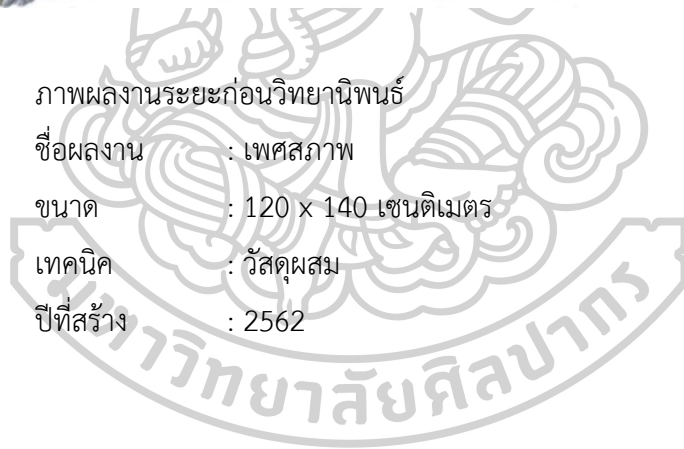 ภาพผลงานระยะก่อนวิทยานิพนธ์
ชื่อผลงาน : เพศสภาพ
ขนาด : 120 x 140 เซนติเมตร
เทคนิค : วัสดุผสม
ปีที่สร้าง : 2562
มหาวิทยาลัยศิลปากร